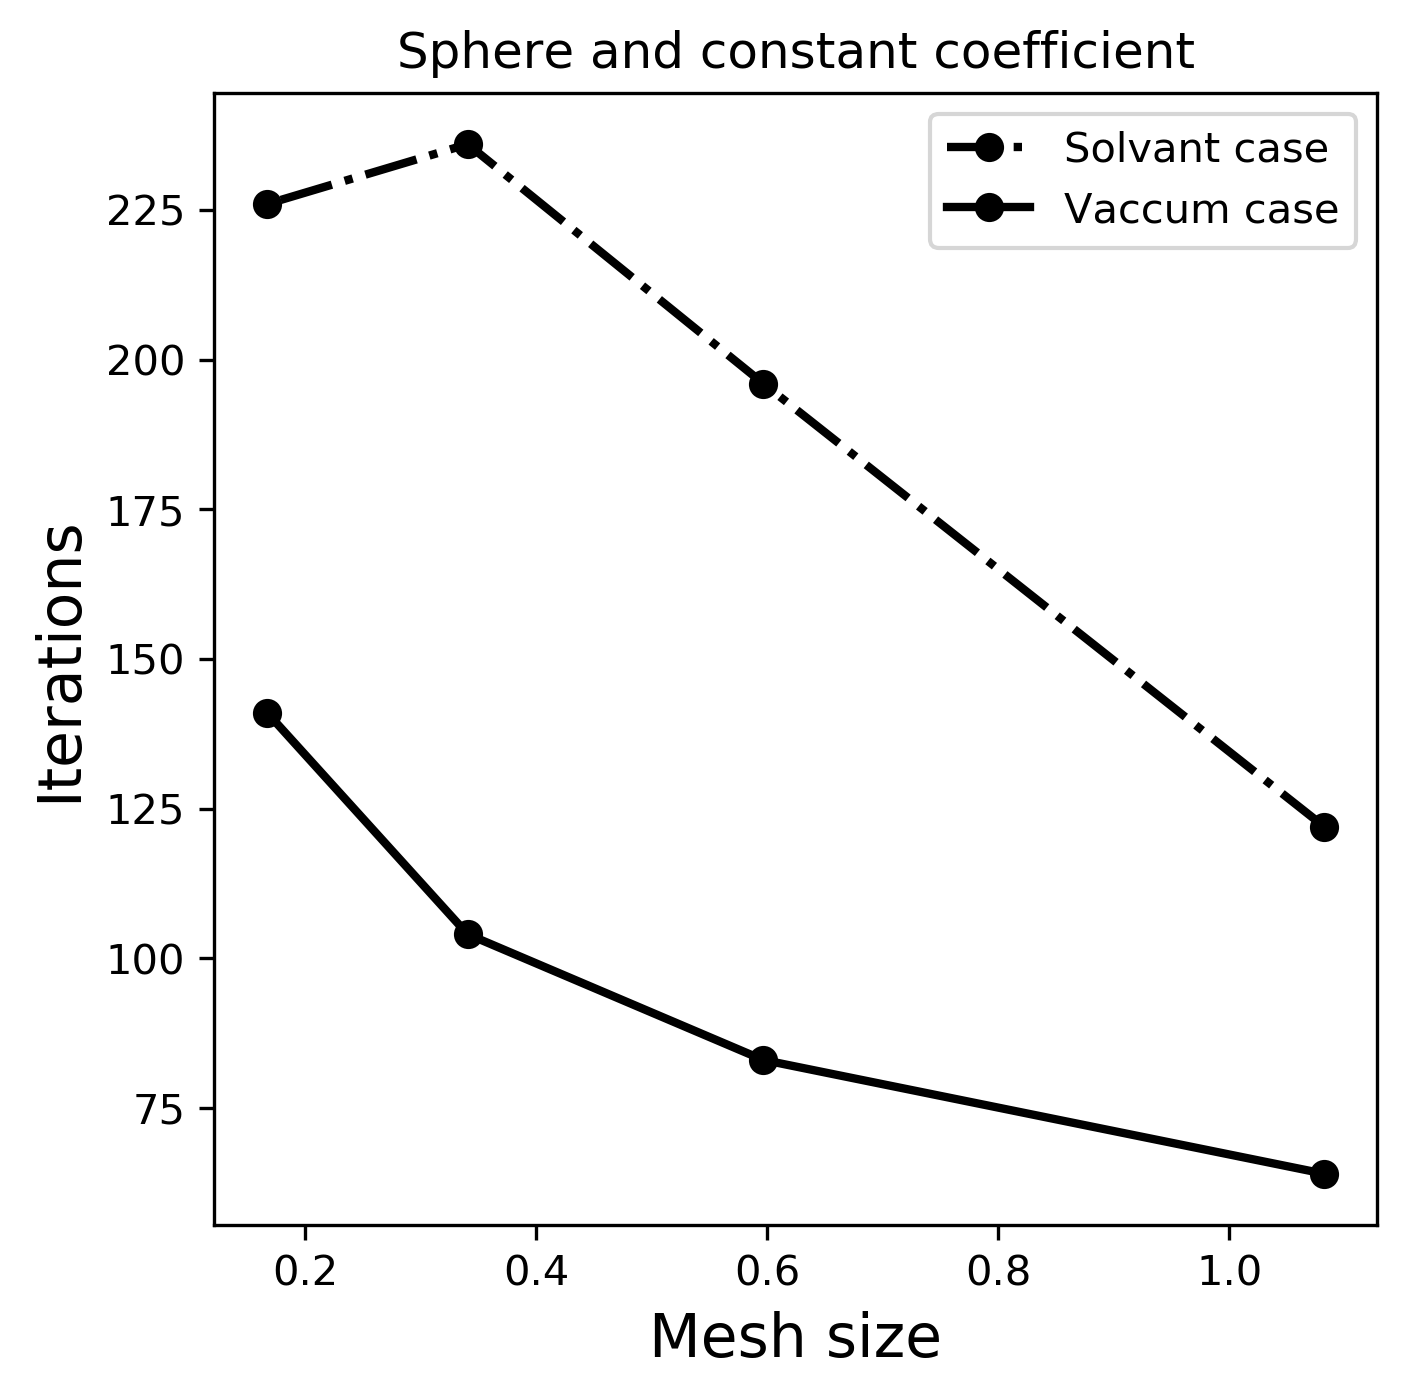 Sphere and constant coefficient
Solvant case
Vaccum case
225
200
175
150
125
100
75
Iterations
0.2 0.4 0.6 0.8 1.0
Mesh size